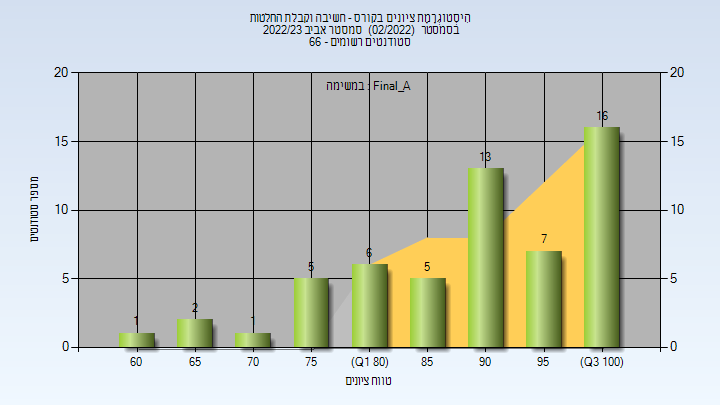 היסטוגרמת ציונים בקורס - חשיבה וקבלת החלטות
בסמסטר (02/2022) סמסטר אביב 2022/23
סטודנטים רשומים - 66
במשימה : Final_A
20 20
15 15
10 10
5 5
0 0
1 2 1 5 6 5 13 7 16
60 65 70 75 (Q1 80) 85 90 95 (Q3 100)
מספר סטודנטים
טווח ציונים